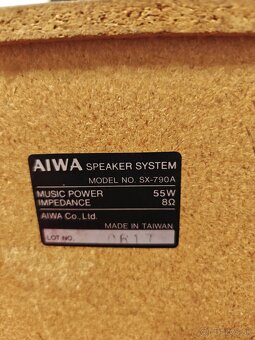 AIWA SPEAKER SYSTEM
MODEL NO. SX-790A
MUSIC POWER 55W
IMPEDANCE 8Ω
AIWA Co., Ltd.
MADE IN TAIWAN
LOT NO.